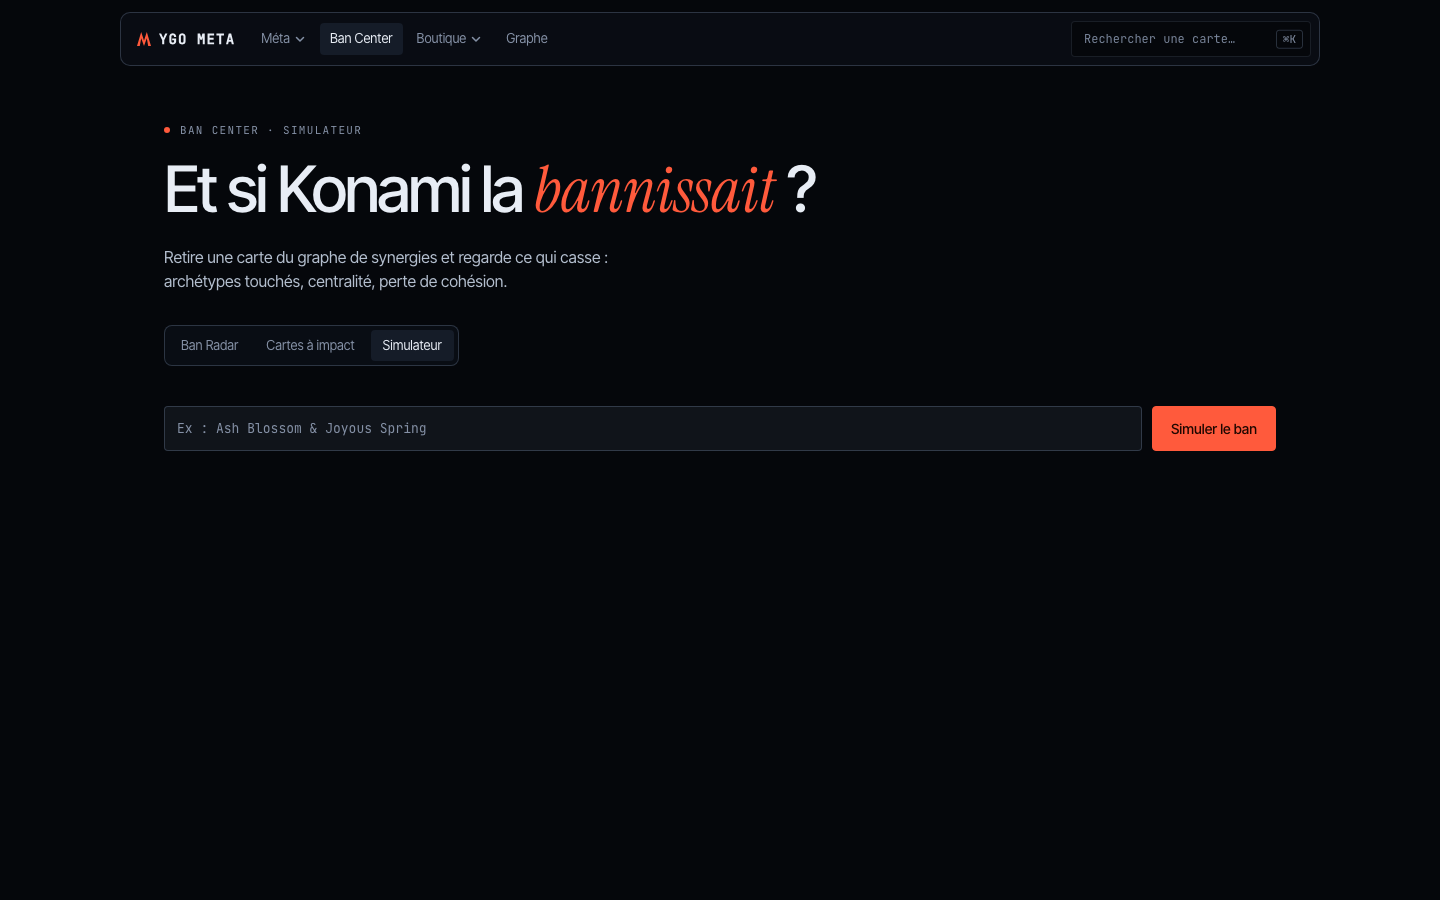 YGO META
Méta
Ban Center
Boutique
Graphe
Rechercher une carte…
⌘K
BAN CENTER · SIMULATEUR
Et si Konami la bannissait ?
Retire une carte du graphe de synergies et regarde ce qui casse :
archétypes touchés, centralité, perte de cohésion.
Ban Radar
Cartes à impact
Simulateur
Ex : Ash Blossom & Joyous Spring
Simuler le ban